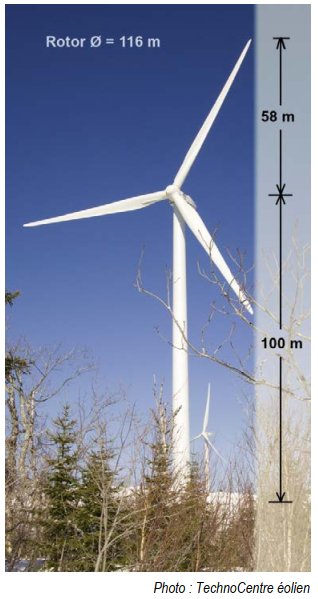 Rotor Ø = 116 m
58 m
100 m
Photo : TechnoCentre éolien